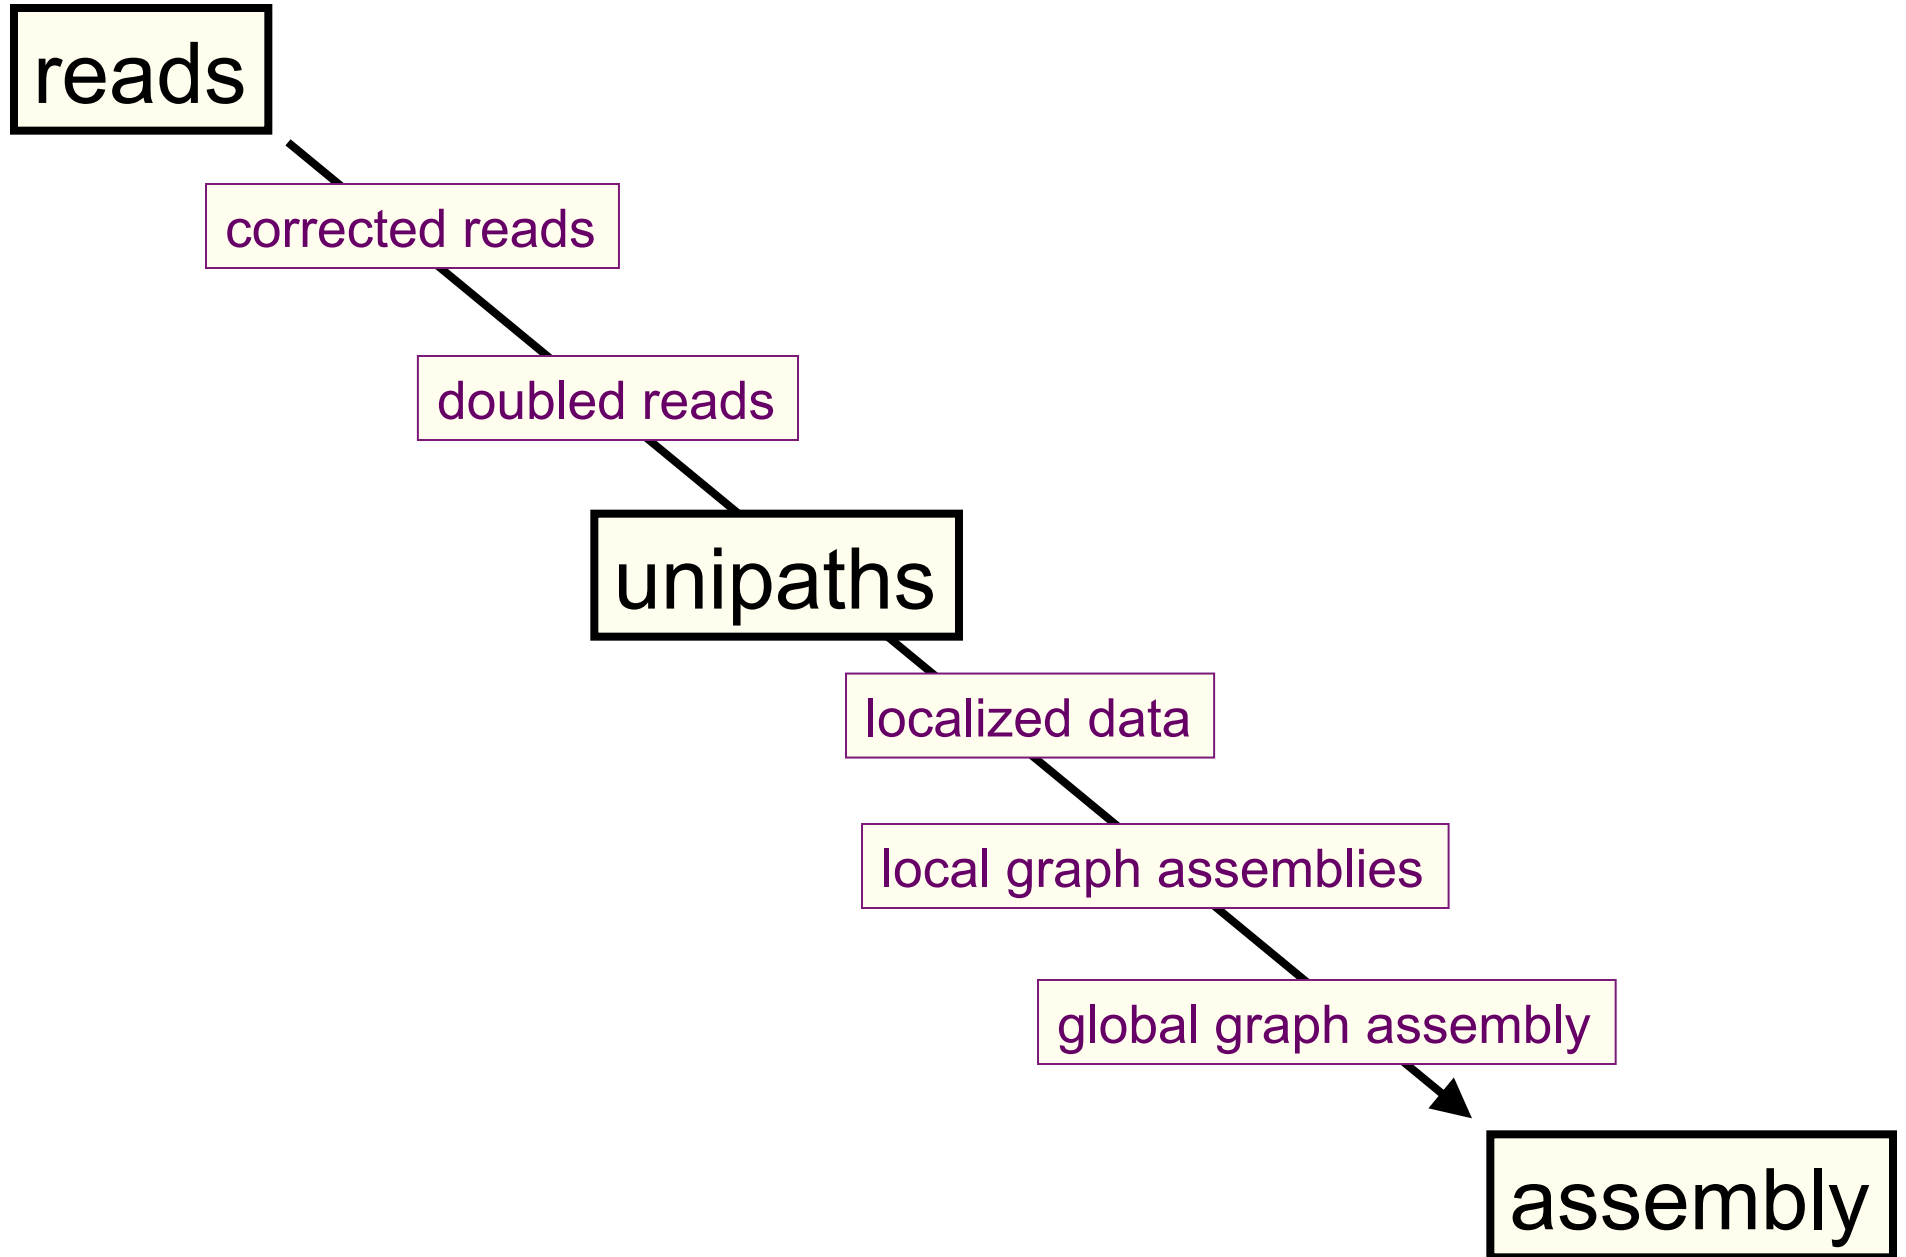 reads
corrected reads
doubled reads
unipaths
localized data
local graph assemblies
global graph assembly
assembly